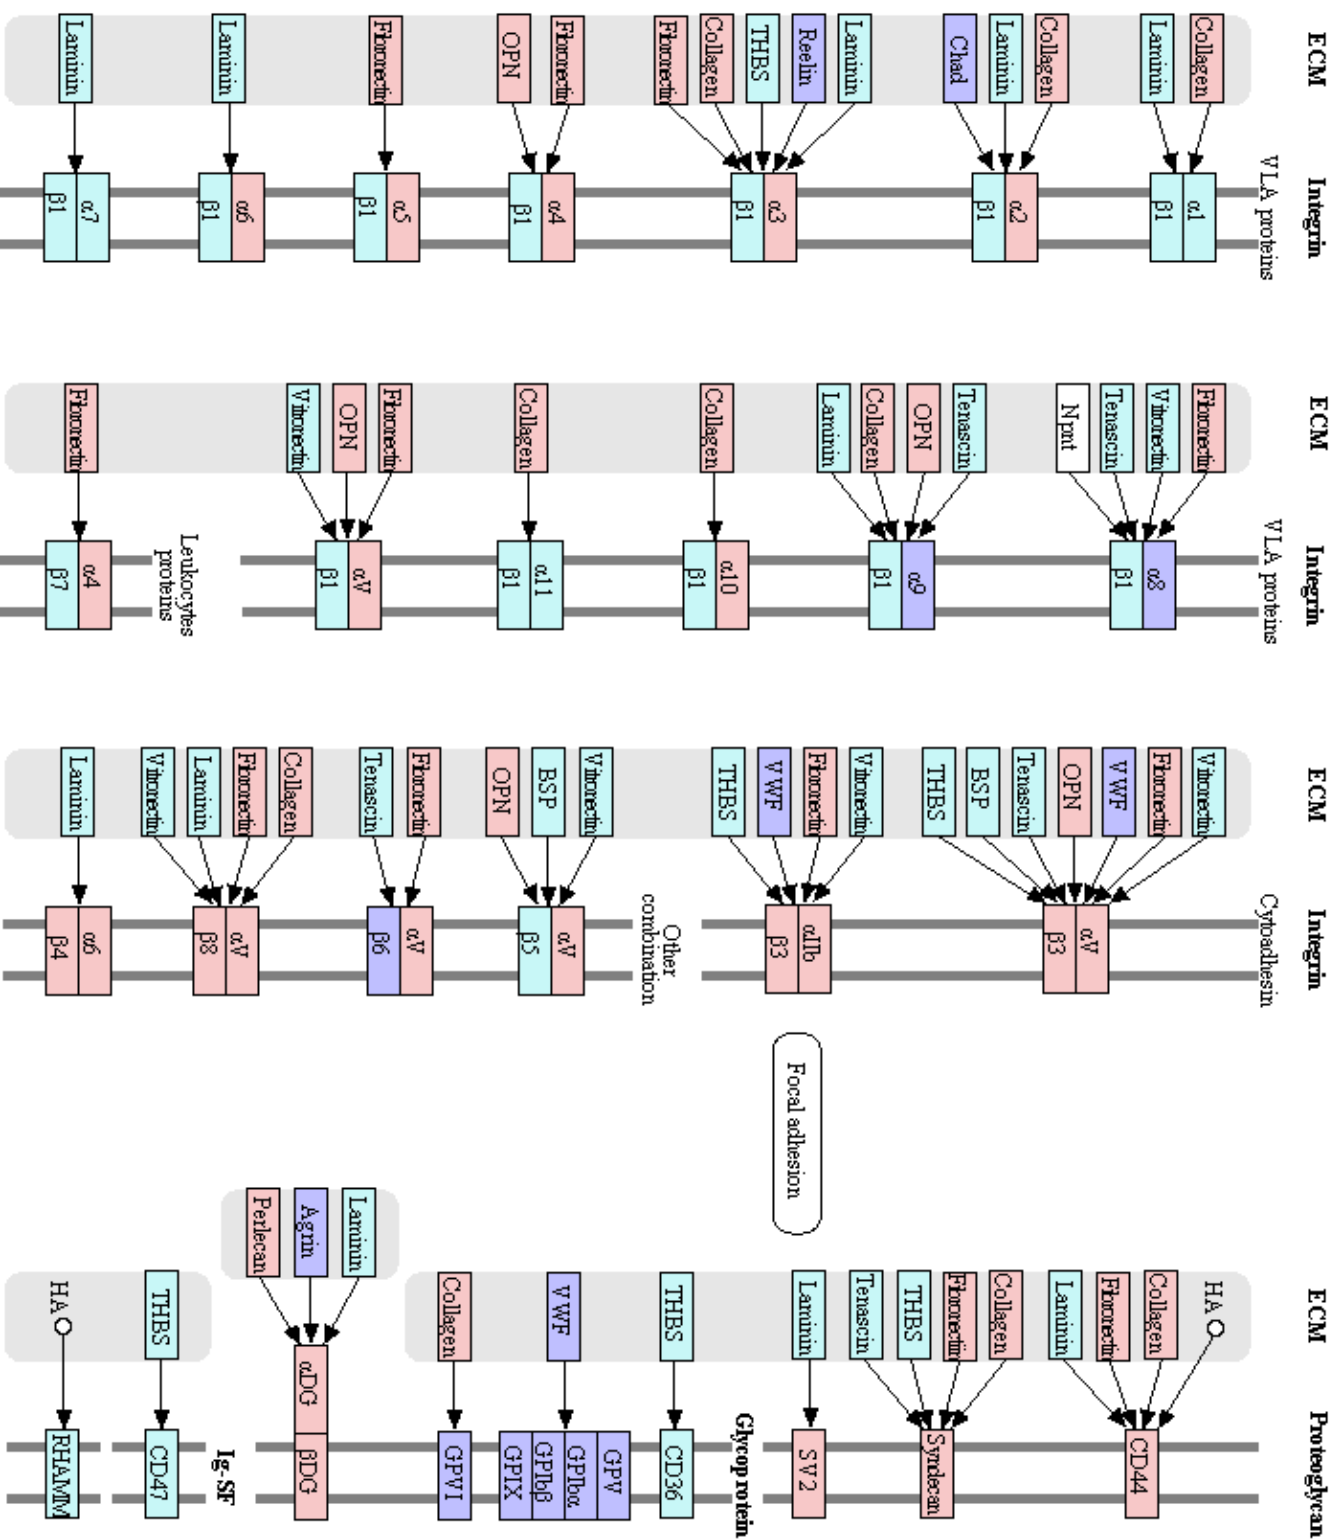 ECM
Integrin
VLA proteins
Collagen
Laminin
α1
β1
Collagen
Laminin
Chad
α2
β1
Laminin
Reelin
THBS
Collagen
Fibronectin
α3
β1
Fibronectin
OPN
α4
β1
Fibronectin
α5
β1
Laminin
α6
β1
Laminin
α7
β1
ECM
Integrin
VLA proteins
Fibronectin
Vitronectin
Tenascin
Npnt
α8
β1
Tenascin
OPN
Collagen
Laminin
α9
β1
Collagen
α10
β1
Collagen
α11
β1
Fibronectin
OPN
Vitronectin
αV
β1
Leukocytes
proteins
Fibronectin
α4
β7
ECM
Integrin
Cytoadhesin
Vitronectin
Fibronectin
VWF
OPN
Tenascin
BSP
THBS
αV
β3
Vitronectin
Fibronectin
VWF
THBS
αIIb
β3
Other
combination
Vitronectin
BSP
OPN
αV
β5
Fibronectin
Tenascin
αV
β6
Collagen
Fibronectin
Laminin
Vitronectin
αV
β8
Laminin
α6
β4
Focal adhesion
ECM
Proteoglycan
HA
Collagen
Fibronectin
Laminin
CD44
Collagen
Fibronectin
THBS
Tenascin
Syndecan
Laminin
SV2
Glycoprotein
THBS
CD36
VWF
GPV
GPIbα
GPIbβ
GPIX
Collagen
GPVI
Laminin
Agrin
Perlecan
αDG
βDG
Ig-SF
THBS
CD47
HA
RHAMM